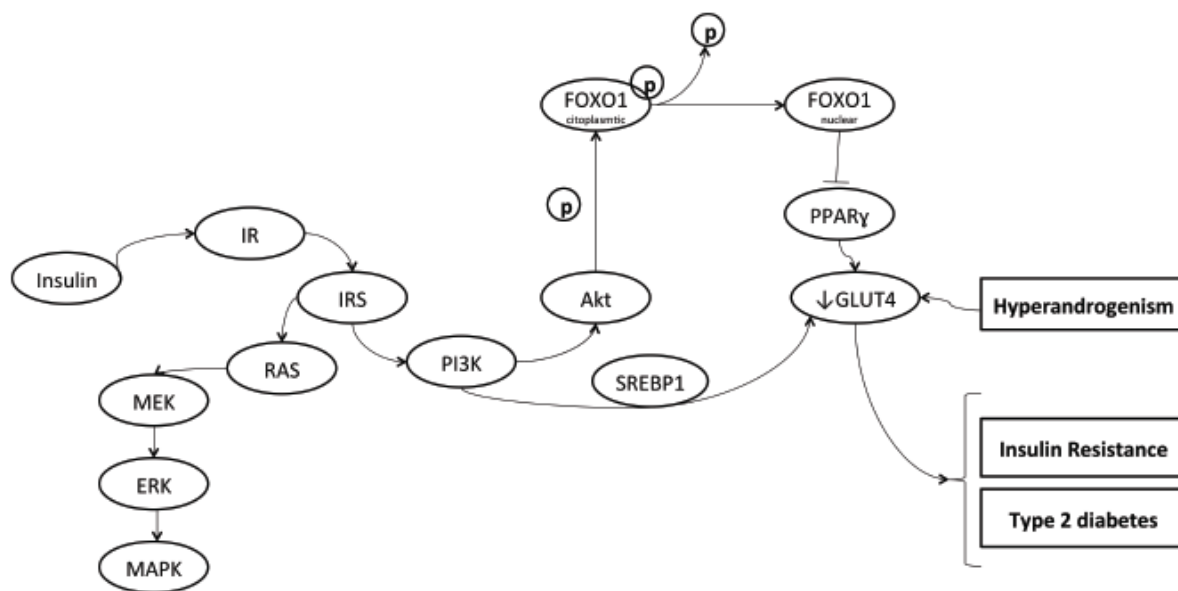 p
p
FOXO1
citoplasmtic
FOXO1
nuclear
p
PPARɣ
IR
Insulin
IRS
Akt
↓GLUT4
Hyperandrogenism
RAS
PI3K
SREBP1
MEK
Insulin Resistance
ERK
Type 2 diabetes
MAPK